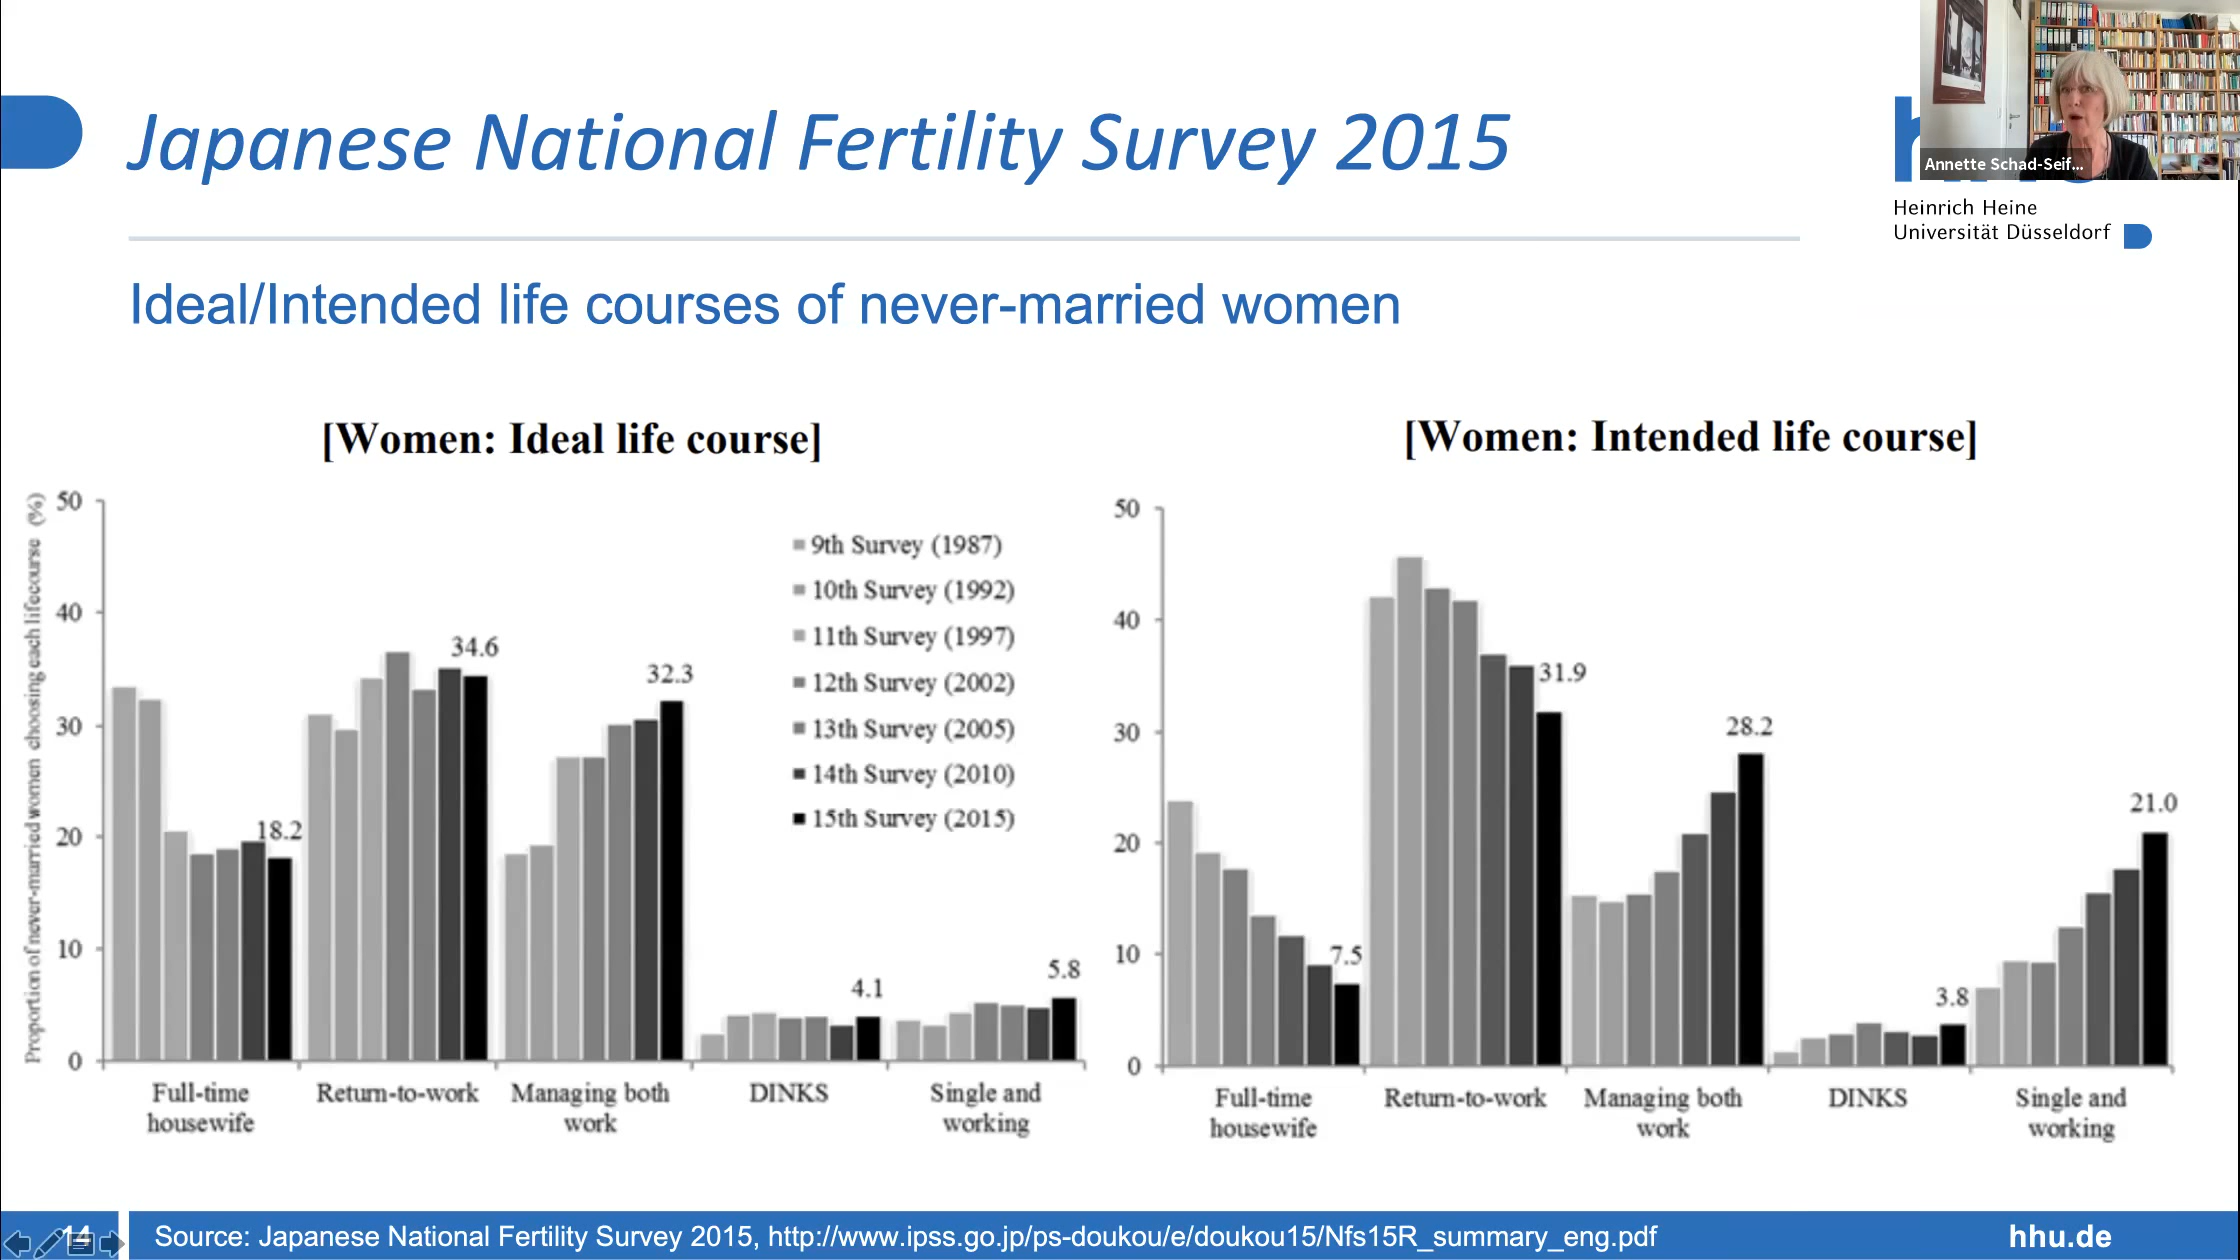 Japanese National Fertility Survey 2015
Annette Schad-Seif...
Heinrich Heine
Universität Düsseldorf
Ideal/Intended life courses of never-married women
[Women: Ideal life course]
Proportion of never-married women choosing each lifecourse (%)
50
40
30
20
10
0
9th Survey (1987)
10th Survey (1992)
11th Survey (1997)
12th Survey (2002)
13th Survey (2005)
14th Survey (2010)
15th Survey (2015)
18.2
34.6
32.3
4.1
5.8
Full-time
housewife
Return-to-work
Managing both
work
DINKS
Single and
working
[Women: Intended life course]
50
40
30
20
10
0
7.5
31.9
28.2
3.8
21.0
Full-time
housewife
Return-to-work
Managing both
work
DINKS
Single and
working
14
Source: Japanese National Fertility Survey 2015, http://www.ipss.go.jp/ps-doukou/e/doukou15/Nfs15R_summary_eng.pdf
hhu.de